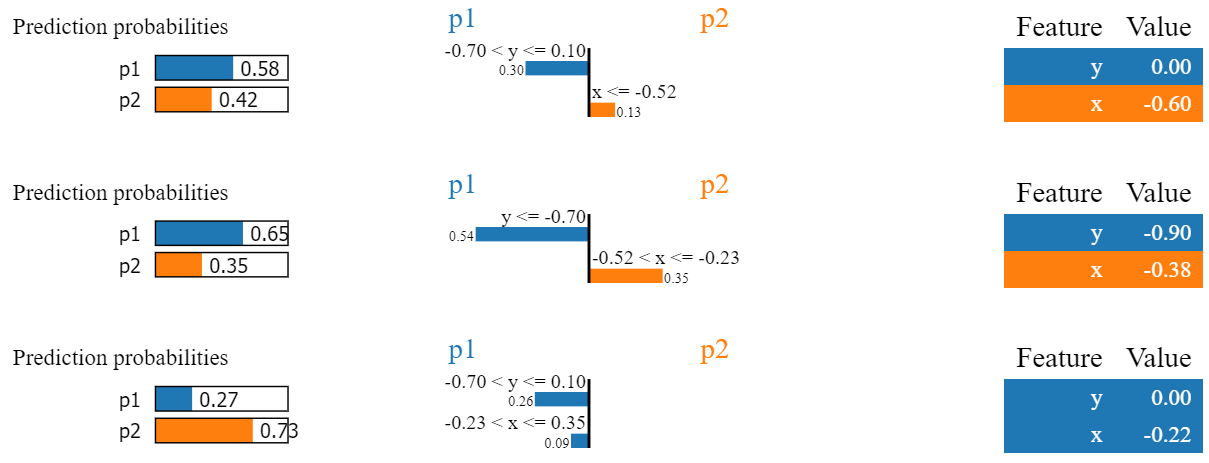 Prediction probabilities
p1 0.58
p2 0.42
p1 p2
-0.70 < y <= 0.10
0.30
x <= -0.52
0.13
Feature Value
y 0.00
x -0.60
Prediction probabilities
p1 0.65
p2 0.35
p1 p2
y <= -0.70
0.54
-0.52 < x <= -0.23
0.35
Feature Value
y -0.90
x -0.38
Prediction probabilities
p1 0.27
p2 0.73
p1 p2
-0.70 < y <= 0.10
0.26
-0.23 < x <= 0.35
0.09
Feature Value
y 0.00
x -0.22